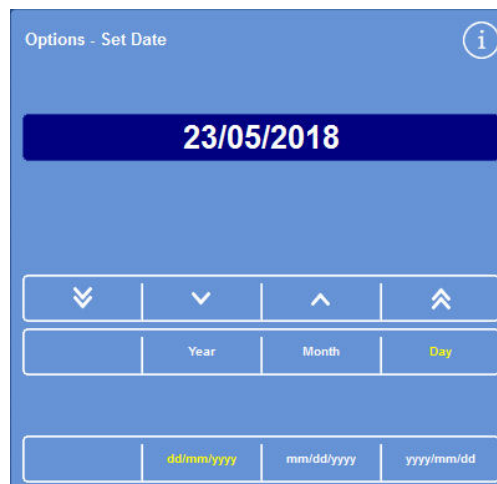 Options - Set Date
i
23/05/2018
Year Month Day
dd/mm/yyyy mm/dd/yyyy yyyy/mm/dd